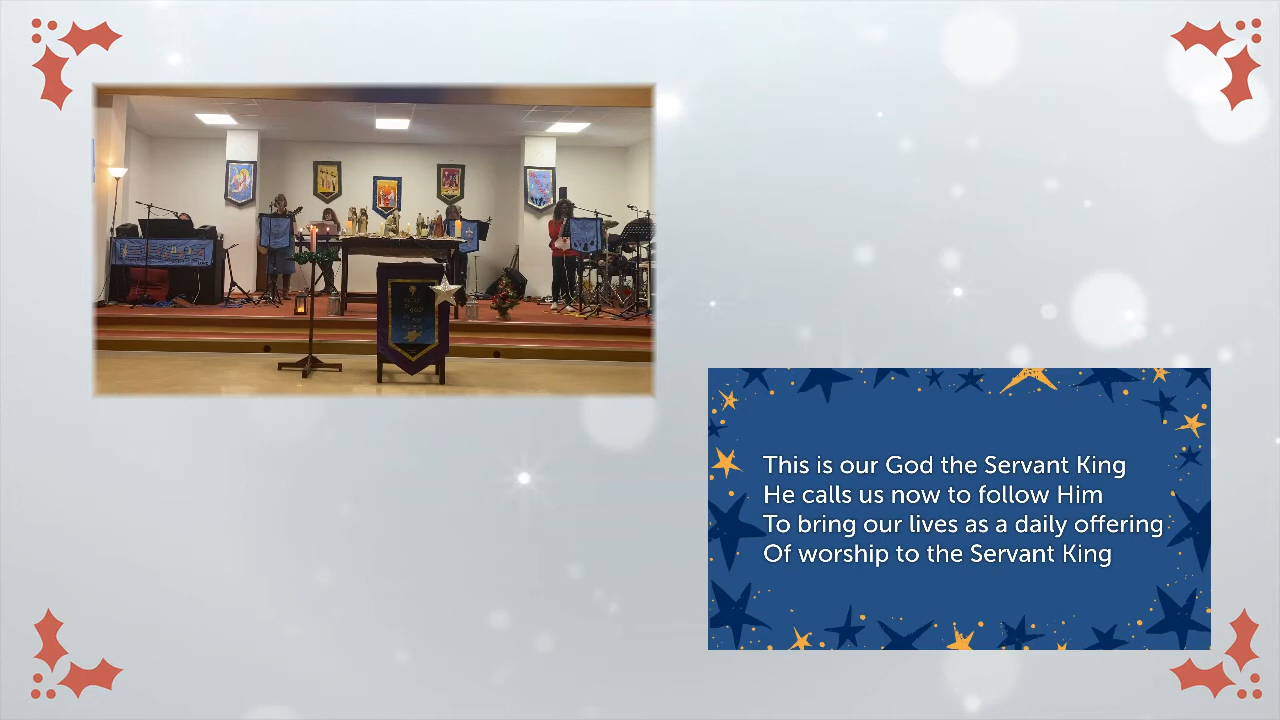 This is our God the Servant King
He calls us now to follow Him
To bring our lives as a daily offering
Of worship to the Servant King